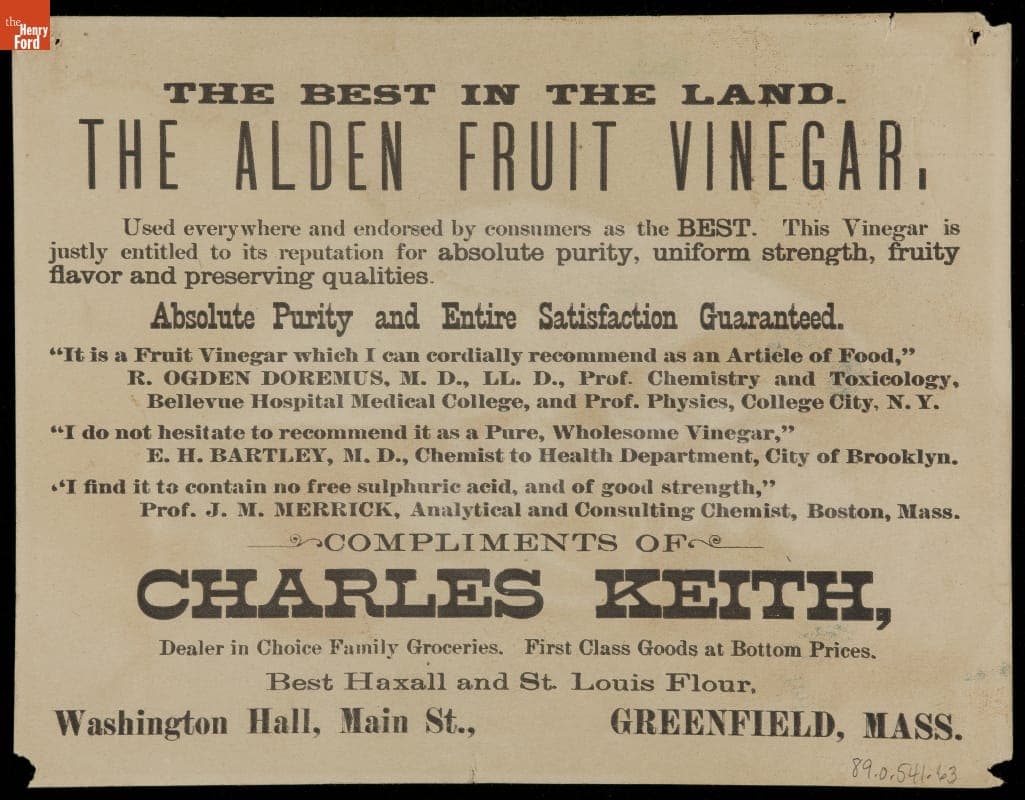 the
Henry
Ford
THE BEST IN THE LAND.
THE ALDEN FRUIT VINEGAR,
Used everywhere and endorsed by consumers as the BEST. This Vinegar is
justly entitled to its reputation for absolute purity, uniform strength, fruity
flavor and preserving qualities.
Absolute Purity and Entire Satisfaction Guaranteed.
“It is a Fruit Vinegar which I can cordially recommend as an Article of Food,”
R. OGDEN DOREMUS, M. D., LL. D., Prof. Chemistry and Toxicology,
Bellevue Hospital Medical College, and Prof. Physics, College City, N. Y.
“I do not hesitate to recommend it as a Pure, Wholesome Vinegar,”
E. H. BARTLEY, M. D., Chemist to Health Department, City of Brooklyn.
“I find it to contain no free sulphuric acid, and of good strength,”
Prof. J. M. MERRICK, Analytical and Consulting Chemist, Boston, Mass.
COMPLIMENTS OF
CHARLES KEITH,
Dealer in Choice Family Groceries. First Class Goods at Bottom Prices.
Best Haxall and St. Louis Flour,
Washington Hall, Main St., GREENFIELD, MASS.
89.0.541.63